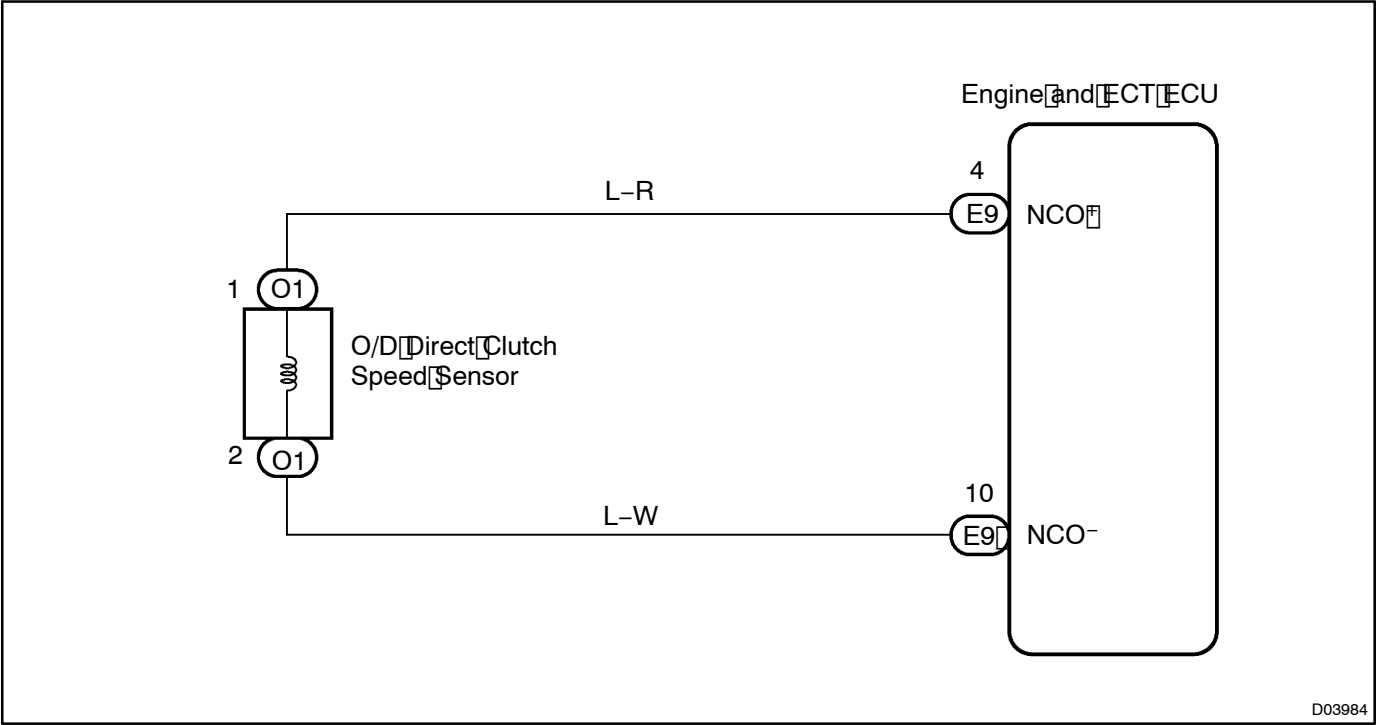 Engine and ECT ECU
4
L−R
E9
NCO+
1
O1
O/D Direct Clutch
Speed Sensor
2
O1
10
L−W
E9
NCO−
D03984